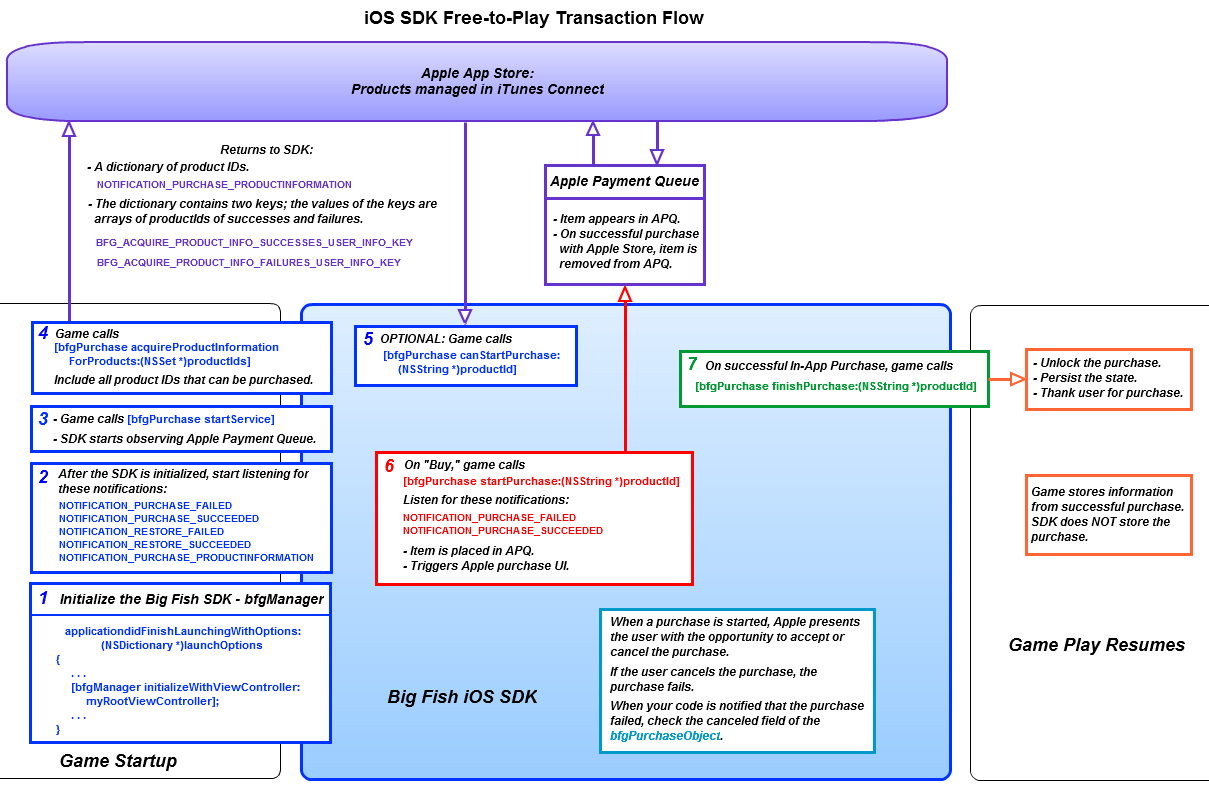 iOS SDK Free-to-Play Transaction Flow
Apple App Store:
Products managed in iTunes Connect
Returns to SDK:
- A dictionary of product IDs.
NOTIFICATION_PURCHASE_PRODUCTINFORMATION
- The dictionary contains two keys; the values of the keys are
arrays of productIds of successes and failures.
BFG_ACQUIRE_PRODUCT_INFO_SUCCESSES_USER_INFO_KEY
BFG_ACQUIRE_PRODUCT_INFO_FAILURES_USER_INFO_KEY
Apple Payment Queue
- Item appears in APQ.
- On successful purchase
with Apple Store, item is
removed from APQ.
4 Game calls
[bfgPurchase acquireProductInformation
ForProducts:(NSSet *)productIds]
Include all product IDs that can be purchased.
3 - Game calls [bfgPurchase startService]
- SDK starts observing Apple Payment Queue.
2 After the SDK is initialized, start listening for
these notifications:
NOTIFICATION_PURCHASE_FAILED
NOTIFICATION_PURCHASE_SUCCEEDED
NOTIFICATION_RESTORE_FAILED
NOTIFICATION_RESTORE_SUCCEEDED
NOTIFICATION_PURCHASE_PRODUCTINFORMATION
1 Initialize the Big Fish SDK - bfgManager
applicationdidFinishLaunchingWithOptions:
(NSDictionary *)launchOptions
{
. . .
[bfgManager initializeWithViewController:
myRootViewController];
. . .
}
Game Startup
5 OPTIONAL: Game calls
[bfgPurchase canStartPurchase:
(NSString *)productId]
6 On "Buy," game calls
[bfgPurchase startPurchase:(NSString *)productId]
Listen for these notifications:
NOTIFICATION_PURCHASE_FAILED
NOTIFICATION_PURCHASE_SUCCEEDED
- Item is placed in APQ.
- Triggers Apple purchase UI.
7 On successful In-App Purchase, game calls
[bfgPurchase finishPurchase:(NSString *)productId]
When a purchase is started, Apple presents
the user with the opportunity to accept or
cancel the purchase.
If the user cancels the purchase, the
purchase fails.
When your code is notified that the purchase
failed, check the canceled field of the
bfgPurchaseObject.
Big Fish iOS SDK
- Unlock the purchase.
- Persist the state.
- Thank user for purchase.
Game stores information
from successful purchase.
SDK does NOT store the
purchase.
Game Play Resumes